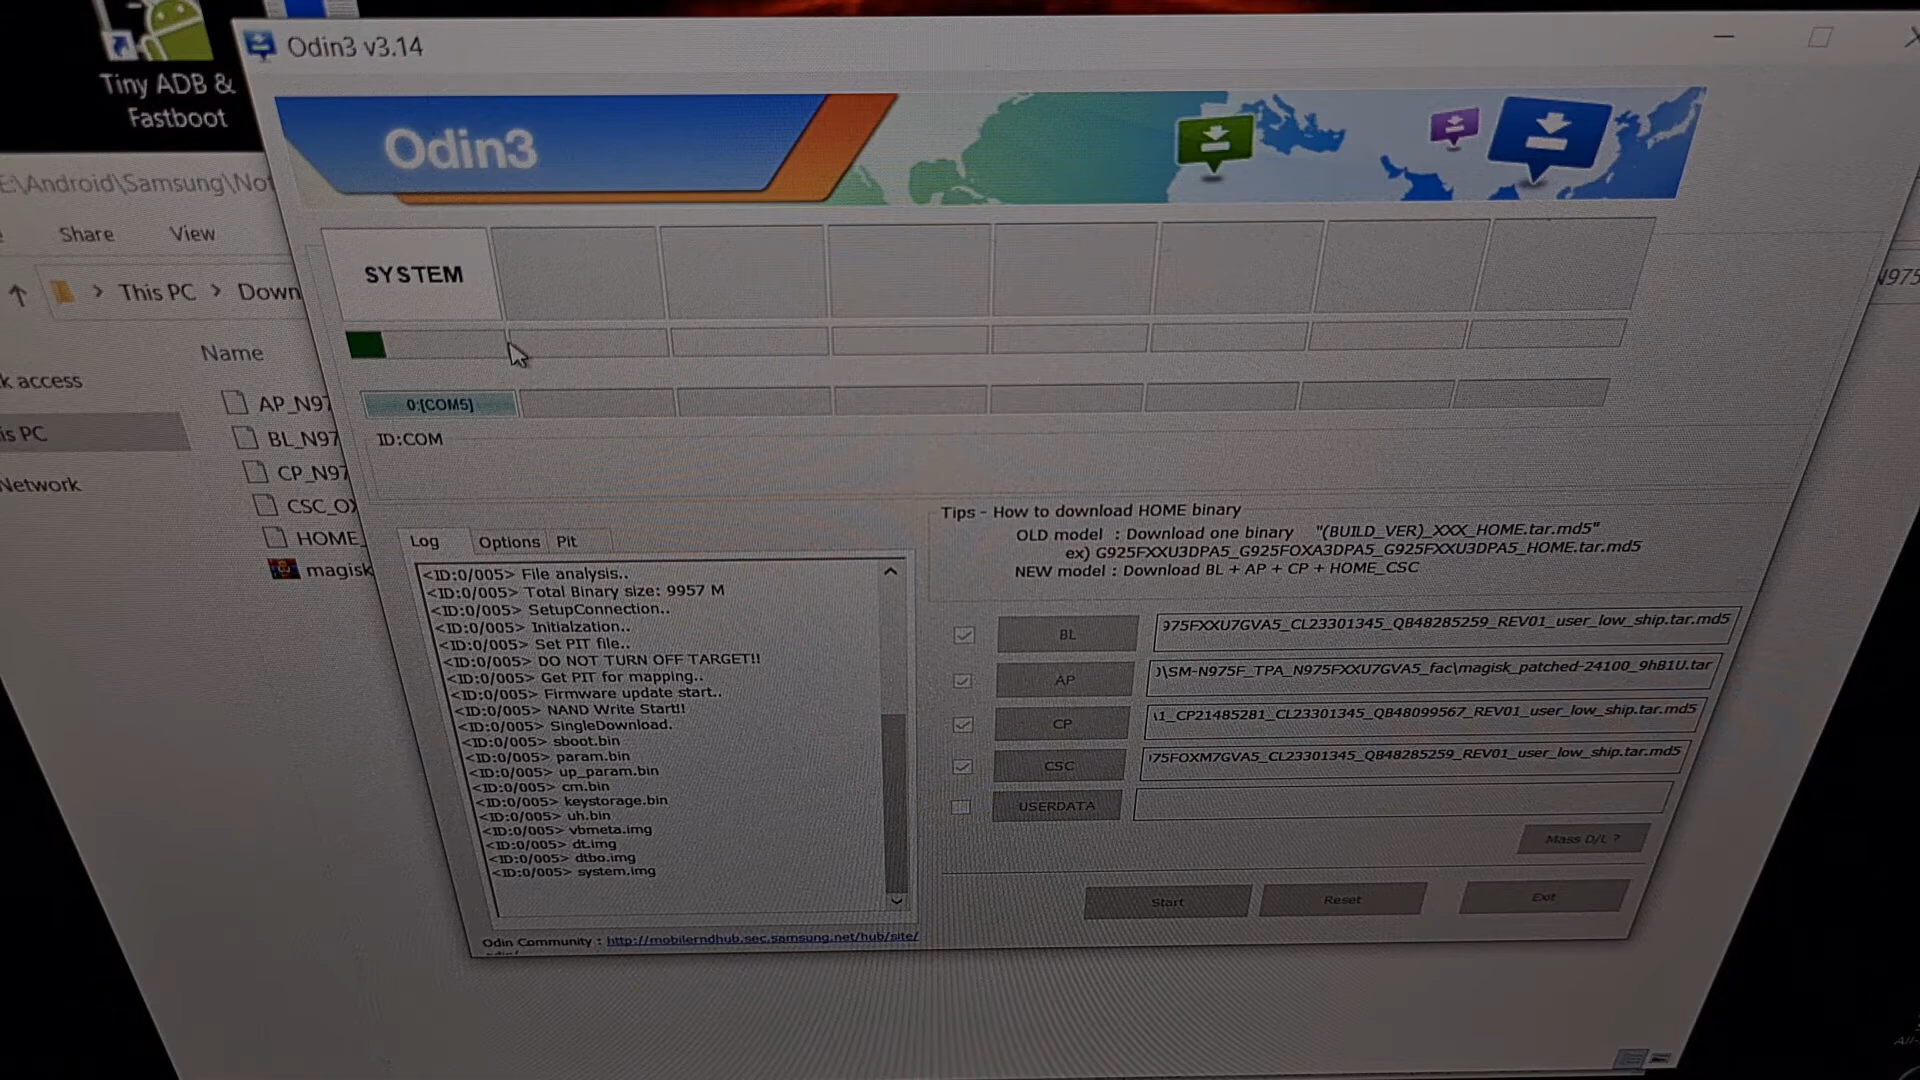 Tiny ADB &
Fastboot
Odin3 v3.14
Odin3
E:\Android\Samsung\Not
Share
View
This PC > Down
N975
Name
k access
is PC
Network
AP_N97
BL_N97
CP_N97
CSC_OX
HOME_
magisk
SYSTEM
0:[COM5]
ID:COM
Log
Options
Pit
<ID:0/005> File analysis..
<ID:0/005> Total Binary size: 9957 M
<ID:0/005> SetupConnection..
<ID:0/005> Initialzation..
<ID:0/005> Set PIT file..
<ID:0/005> DO NOT TURN OFF TARGET!!
<ID:0/005> Get PIT for mapping..
<ID:0/005> Firmware update start..
<ID:0/005> NAND Write Start!!
<ID:0/005> SingleDownload.
<ID:0/005> sboot.bin
<ID:0/005> param.bin
<ID:0/005> up_param.bin
<ID:0/005> cm.bin
<ID:0/005> keystorage.bin
<ID:0/005> uh.bin
<ID:0/005> vbmeta.img
<ID:0/005> dt.img
<ID:0/005> dtbo.img
<ID:0/005> system.img
Odin Community : http://mobilerndhub.sec.samsung.net/hub/site/
odin/
Tips - How to download HOME binary
OLD model : Download one binary "(BUILD_VER)_XXX_HOME.tar.md5"
ex) G925FXXU3DPA5_G925FOXA3DPA5_G925FXXU3DPA5_HOME.tar.md5
NEW model : Download BL + AP + CP + HOME_CSC
BL
975FXXU7GVA5_CL23301345_QB48285259_REV01_user_low_ship.tar.md5
AP
)\SM-N975F_TPA_N975FXXU7GVA5_fac\magisk_patched-24100_9h81U.tar
CP
\1_CP21485281_CL23301345_QB48099567_REV01_user_low_ship.tar.md5
CSC
75FOXM7GVA5_CL23301345_QB48285259_REV01_user_low_ship.tar.md5
USERDATA
Mass D/L ?
Start
Reset
Exit